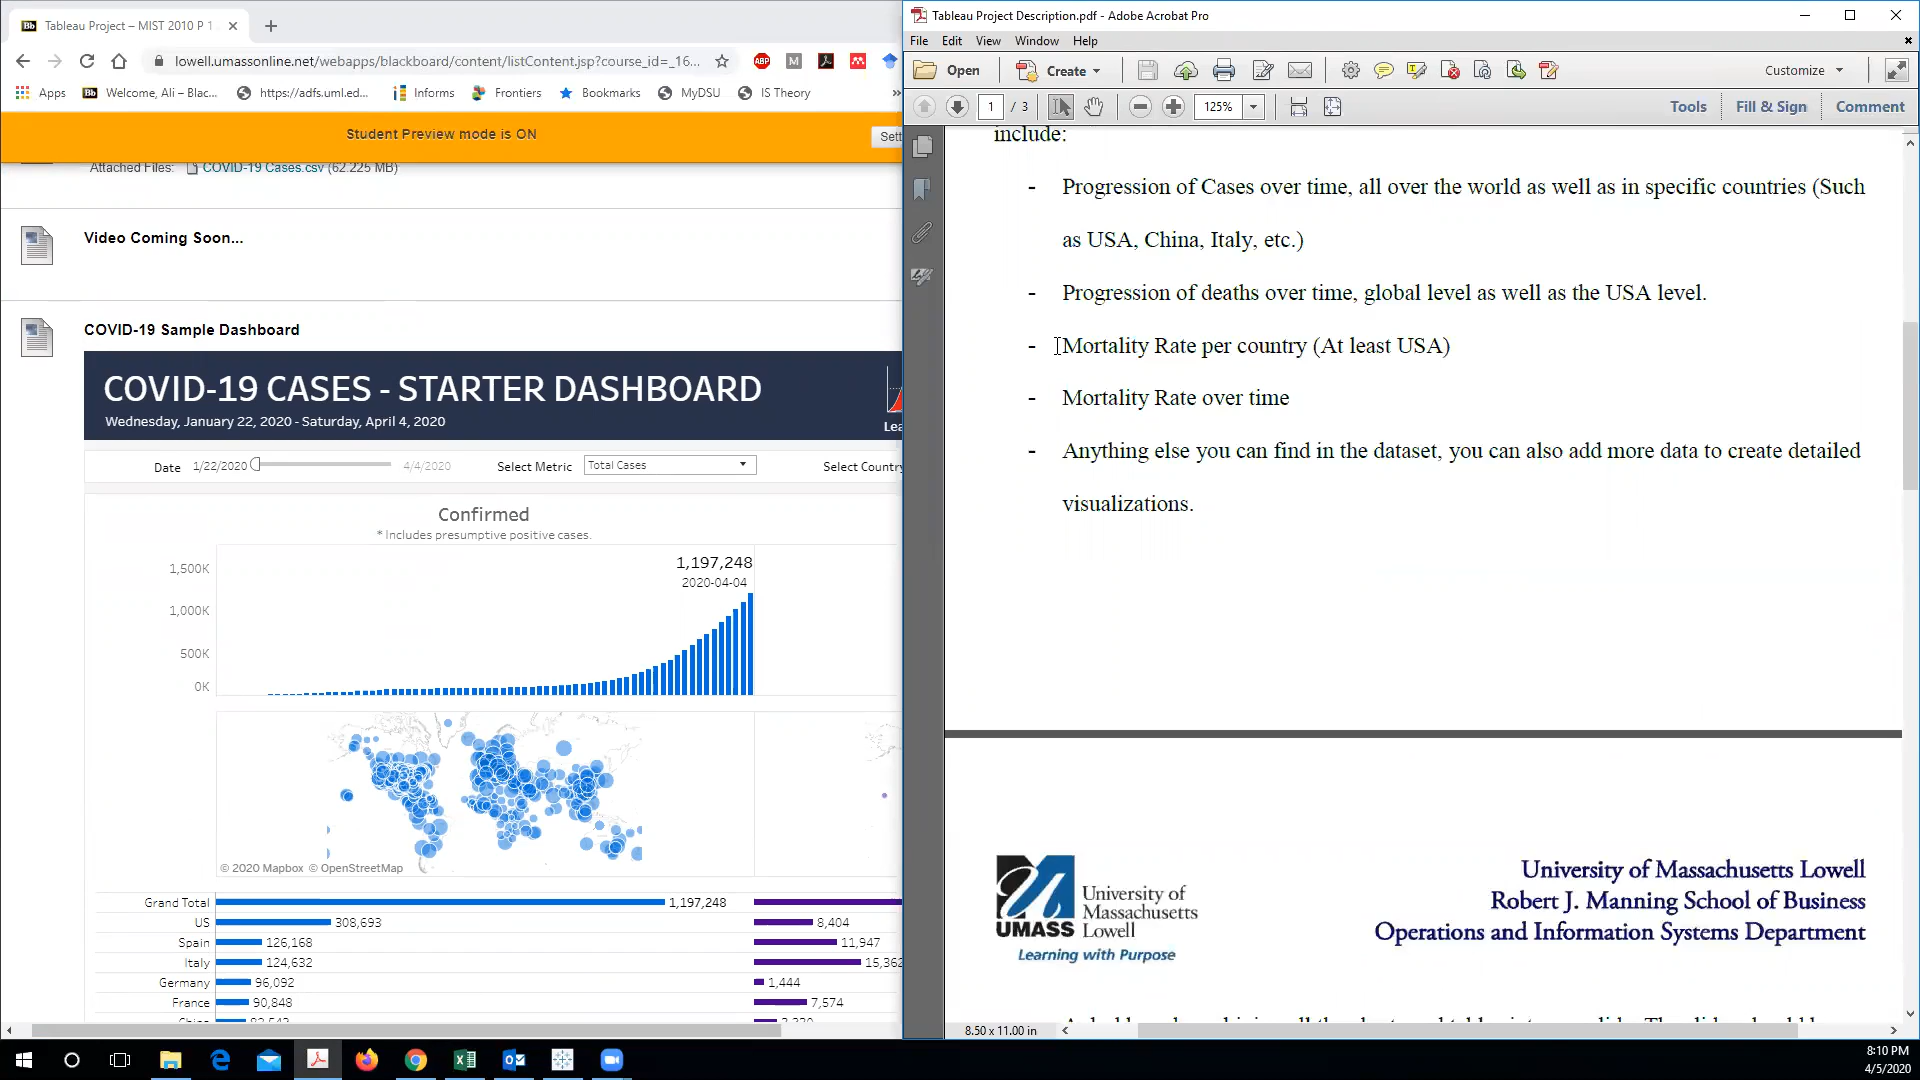 Tableau Project – MIST 2010 P 1
lowell.umassonline.net/webapps/blackboard/content/listContent.jsp?course_id=_16...
Apps
Welcome, Ali – Blac...
https://adfs.uml.ed...
Informs
Frontiers
Bookmarks
MyDSU
IS Theory
Student Preview mode is ON
Sett
Attached Files: COVID-19 Cases.csv (62.225 MB)
Video Coming Soon...
COVID-19 Sample Dashboard
COVID-19 CASES - STARTER DASHBOARD
Wednesday, January 22, 2020 - Saturday, April 4, 2020
Lea
Date 1/22/2020 4/4/2020 Select Metric Total Cases Select Country
Confirmed
* Includes presumptive positive cases.
1,197,248
2020-04-04
1,500K
1,000K
500K
0K
© 2020 Mapbox © OpenStreetMap
Grand Total 1,197,248
US 308,693 8,404
Spain 126,168 11,947
Italy 124,632 15,362
Germany 96,092 1,444
France 90,848 7,574
Tableau Project Description.pdf - Adobe Acrobat Pro
File Edit View Window Help
Open Create Customize
1 / 3 125% Tools Fill & Sign Comment
include:
- Progression of Cases over time, all over the world as well as in specific countries (Such
as USA, China, Italy, etc.)
- Progression of deaths over time, global level as well as the USA level.
- Mortality Rate per country (At least USA)
- Mortality Rate over time
- Anything else you can find in the dataset, you can also add more data to create detailed
visualizations.
UMASS
University of
Massachusetts
Lowell
Learning with Purpose
University of Massachusetts Lowell
Robert J. Manning School of Business
Operations and Information Systems Department
8.50 x 11.00 in
8:10 PM
4/5/2020